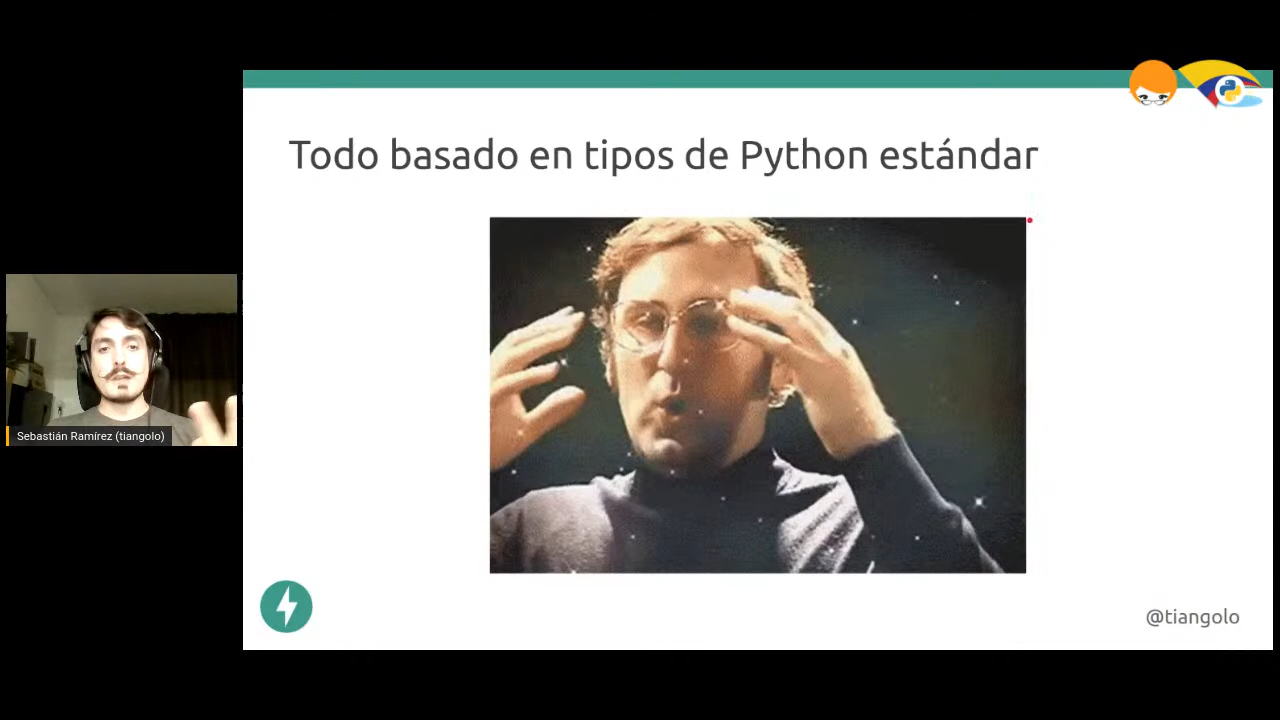 Todo basado en tipos de Python estándar
Sebastián Ramírez (tiangolo)
@tiangolo